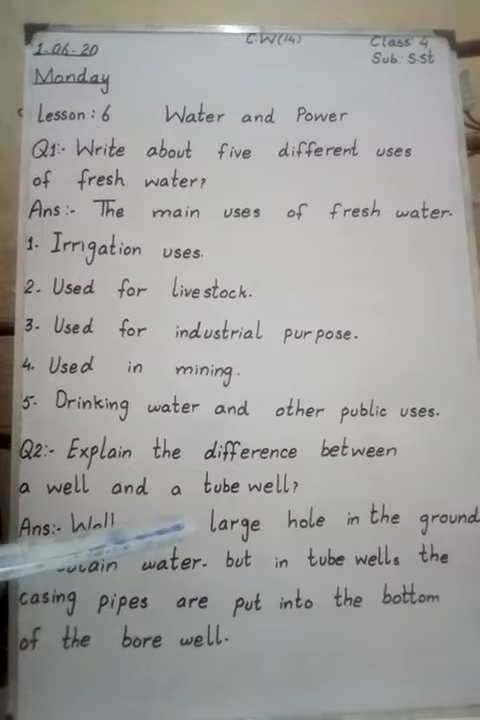 1.06.20 C.W(14) Class: 4
Sub: S.St
Monday
Lesson: 6 Water and Power
Q1:- Write about five different uses
of fresh water?
Ans:- The main uses of fresh water.
1. Irrigation uses.
2. Used for livestock.
3. Used for industrial purpose.
4. Used in mining.
5. Drinking water and other public uses.
Q2:- Explain the difference between
a well and a tube well?
Ans:- Well large hole in the ground
water. but in tube wells the
casing pipes are put into the bottom
of the bore well.